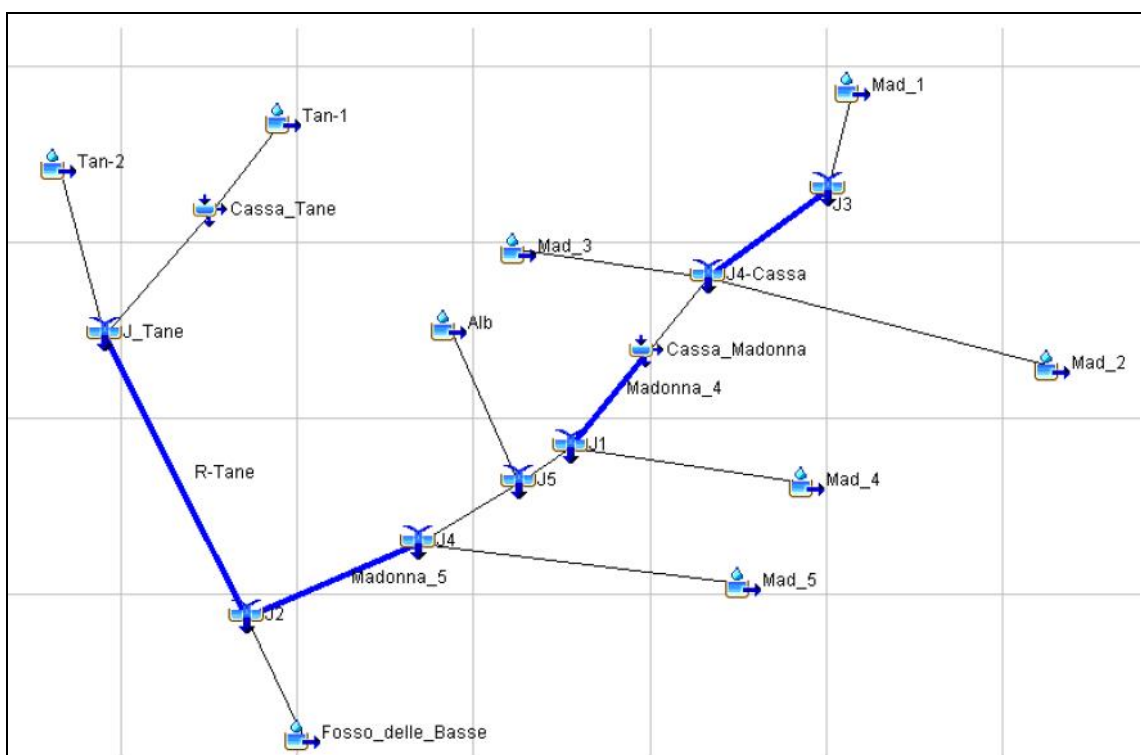 Mad_1
Tan-1
Tan-2
J3
Cassa_Tane
Mad_3
J4-Cassa
J_Tane
Alb
Cassa_Madonna
Mad_2
Madonna_4
J1
R-Tane
J5
Mad_4
J4
Madonna_5
Mad_5
J2
Fosso_delle_Basse